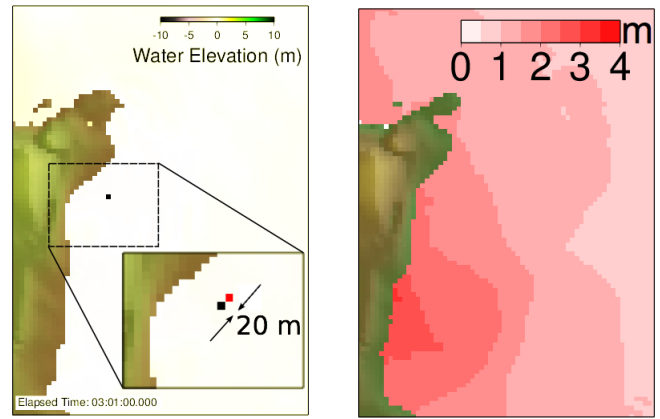 -10 -5 0 5 10
Water Elevation (m)
20 m
Elapsed Time: 03:01:00.000
m
0 1 2 3 4